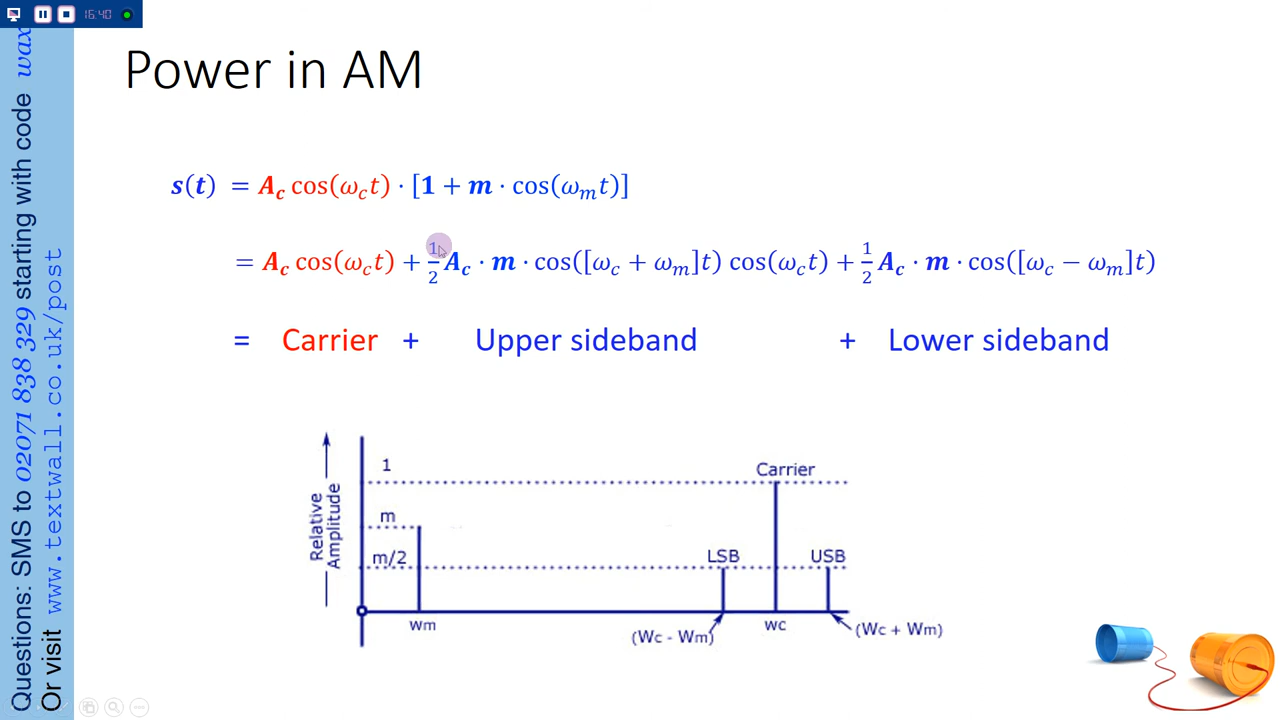 16:40
Power in AM
s(t) = A_c cos(ω_c t) · [1 + m · cos(ω_m t)]
= A_c cos(ω_c t) + 1/2 A_c · m · cos([ω_c + ω_m]t) cos(ω_c t) + 1/2 A_c · m · cos([ω_c − ω_m]t)
= Carrier + Upper sideband + Lower sideband
Relative
Amplitude
1
m
m/2
Carrier
LSB
USB
wm
(Wc - Wm)
wc
(Wc + Wm)
Questions: SMS to 02071 838 329 starting with code wax
Or visit www.textwall.co.uk/post